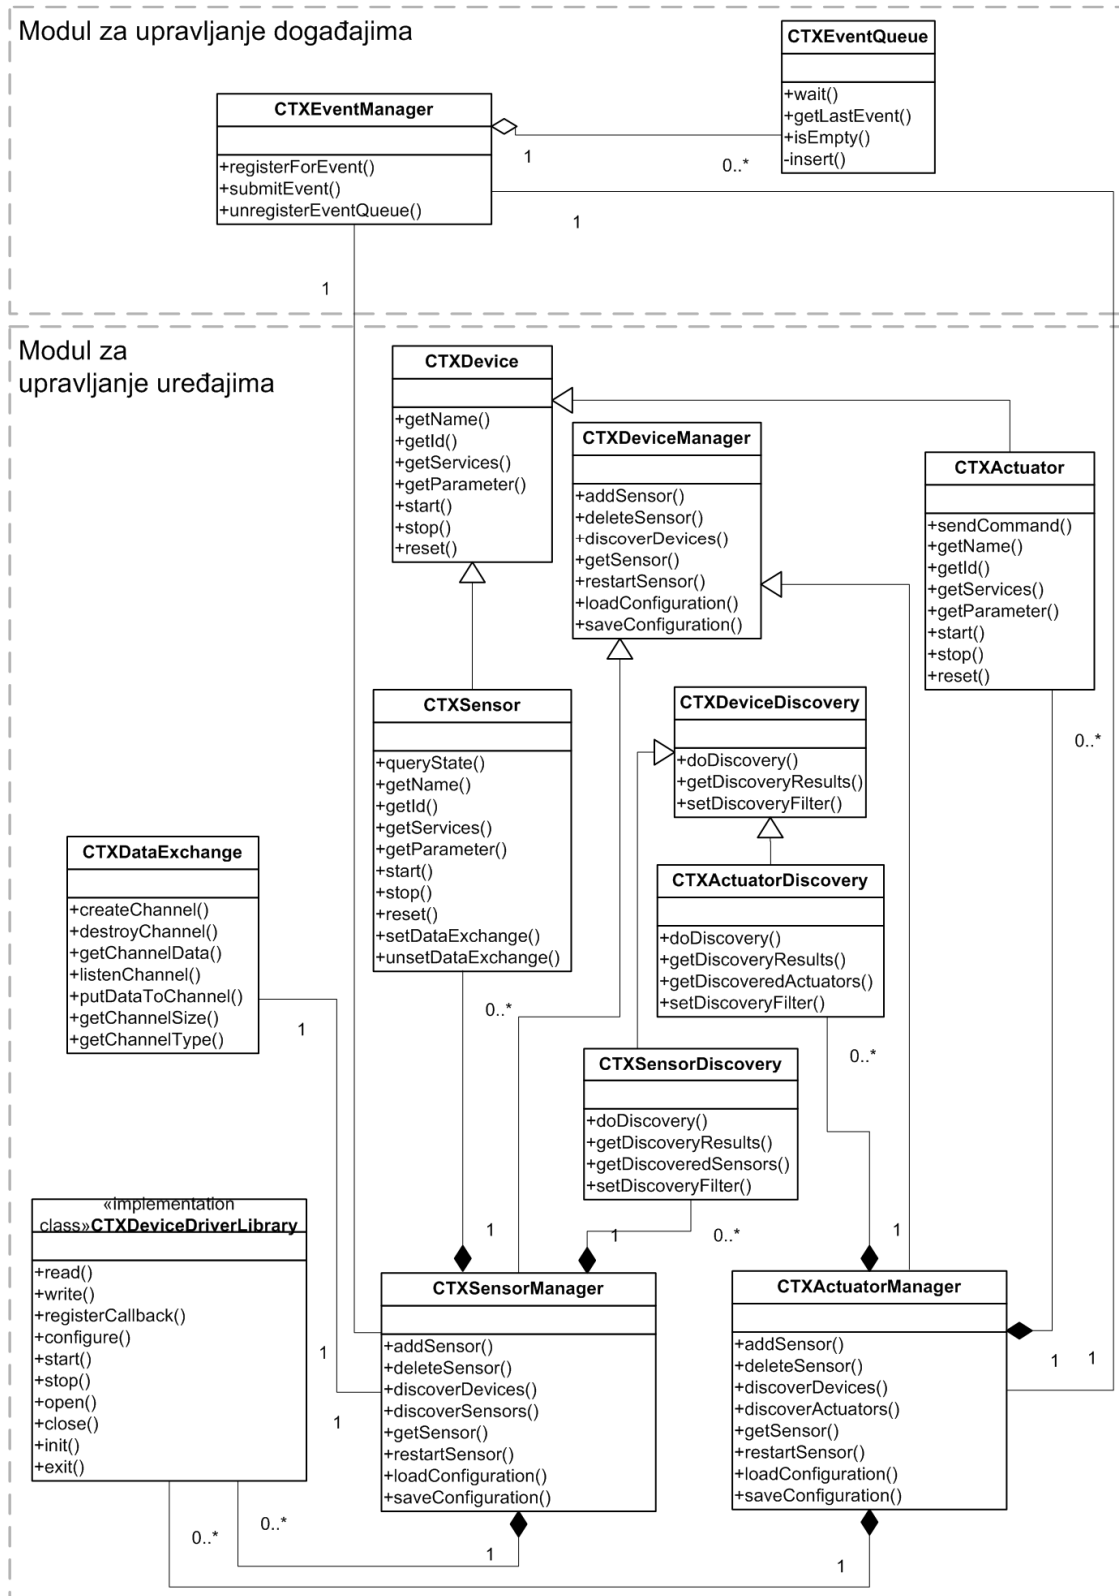 Modul za upravljanje događajima
CTXEventQueue
+wait()
+getLastEvent()
+isEmpty()
-insert()
CTXEventManager
+registerForEvent()
+submitEvent()
+unregisterEventQueue()
1
0..*
1
1
Modul za
upravljanje uređajima
CTXDevice
+getName()
+getId()
+getServices()
+getParameter()
+start()
+stop()
+reset()
CTXDeviceManager
+addSensor()
+deleteSensor()
+discoverDevices()
+getSensor()
+restartSensor()
+loadConfiguration()
+saveConfiguration()
CTXActuator
+sendCommand()
+getName()
+getId()
+getServices()
+getParameter()
+start()
+stop()
+reset()
0..*
CTXSensor
+queryState()
+getName()
+getId()
+getServices()
+getParameter()
+start()
+stop()
+reset()
+setDataExchange()
+unsetDataExchange()
0..*
CTXDeviceDiscovery
+doDiscovery()
+getDiscoveryResults()
+setDiscoveryFilter()
CTXActuatorDiscovery
+doDiscovery()
+getDiscoveryResults()
+getDiscoveredActuators()
+setDiscoveryFilter()
0..*
CTXDataExchange
+createChannel()
+destroyChannel()
+getChannelData()
+listenChannel()
+putDataToChannel()
+getChannelSize()
+getChannelType()
1
CTXSensorDiscovery
+doDiscovery()
+getDiscoveryResults()
+getDiscoveredSensors()
+setDiscoveryFilter()
1
1
0..*
1
«implementation
class»CTXDeviceDriverLibrary
+read()
+write()
+registerCallback()
+configure()
+start()
+stop()
+open()
+close()
+init()
+exit()
1
1
CTXSensorManager
+addSensor()
+deleteSensor()
+discoverDevices()
+discoverSensors()
+getSensor()
+restartSensor()
+loadConfiguration()
+saveConfiguration()
CTXActuatorManager
+addSensor()
+deleteSensor()
+discoverDevices()
+discoverActuators()
+getSensor()
+restartSensor()
+loadConfiguration()
+saveConfiguration()
1
1
0..*
0..*
1
1